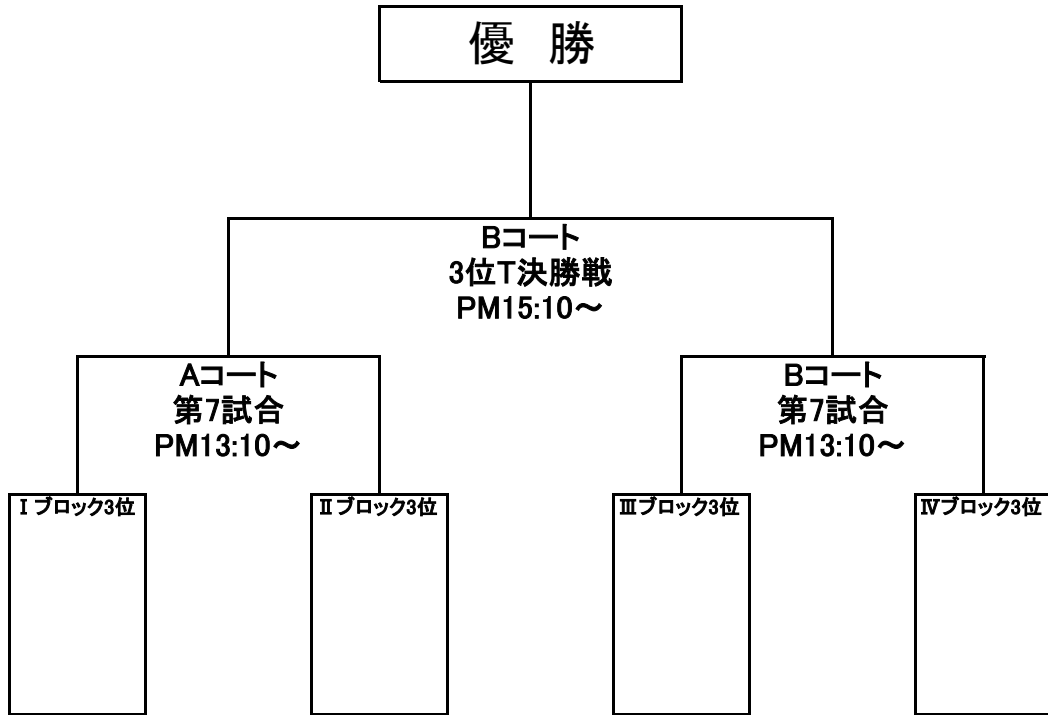 優 勝
Bコート
3位T決勝戦
PM15:10～
Aコート
第7試合
PM13:10～
Bコート
第7試合
PM13:10～
Ⅰブロック3位
Ⅱブロック3位
Ⅲブロック3位
Ⅳブロック3位